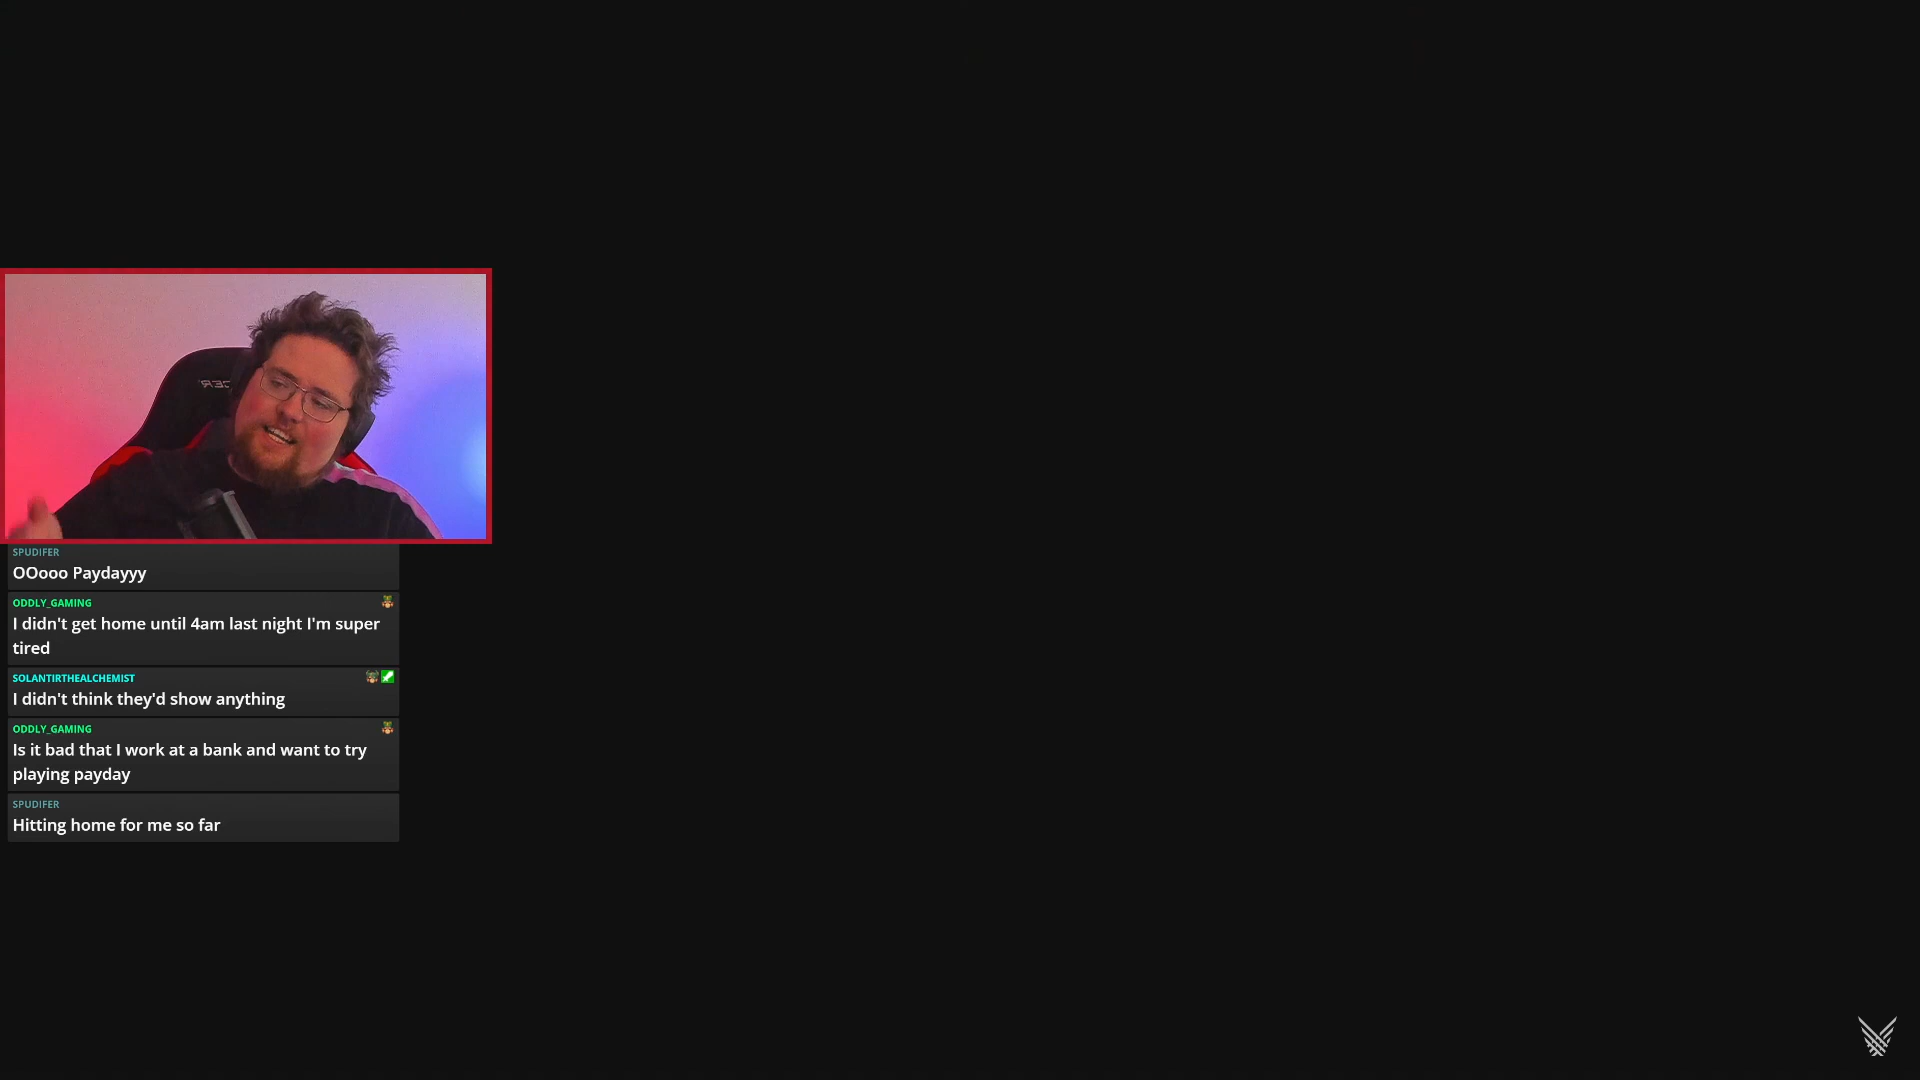 SPUDIFER
OOooo Paydayyy
ODDLY_GAMING
I didn't get home until 4am last night I'm super
tired
SOLANTIRTHEALCHEMIST
I didn't think they'd show anything
ODDLY_GAMING
Is it bad that I work at a bank and want to try
playing payday
SPUDIFER
Hitting home for me so far